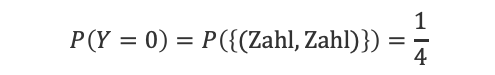 P(Y = 0) = P({(Zahl, Zahl)}) = 1/4